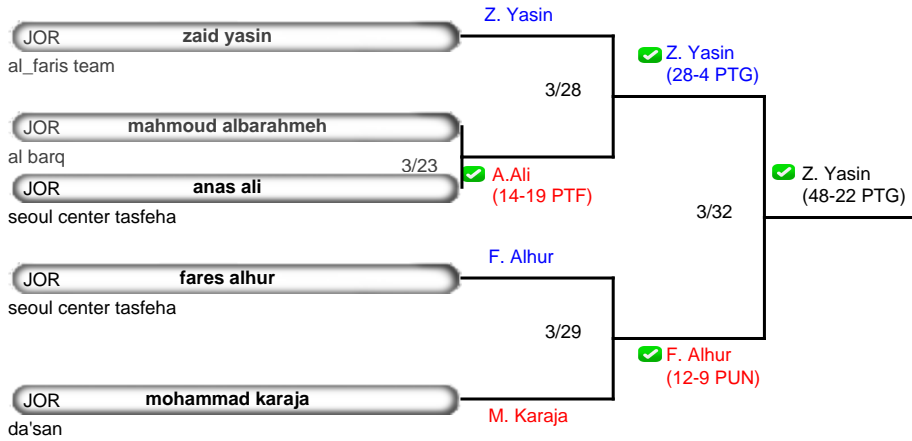 Z. Yasin
JOR zaid yasin
al_faris team
Z. Yasin
(28-4 PTG)
3/28
JOR mahmoud albarahmeh
al barq
3/23
A.Ali
(14-19 PTF)
JOR anas ali
seoul center tasfeha
Z. Yasin
(48-22 PTG)
3/32
F. Alhur
JOR fares alhur
seoul center tasfeha
3/29
F. Alhur
(12-9 PUN)
JOR mohammad karaja
M. Karaja
da'san